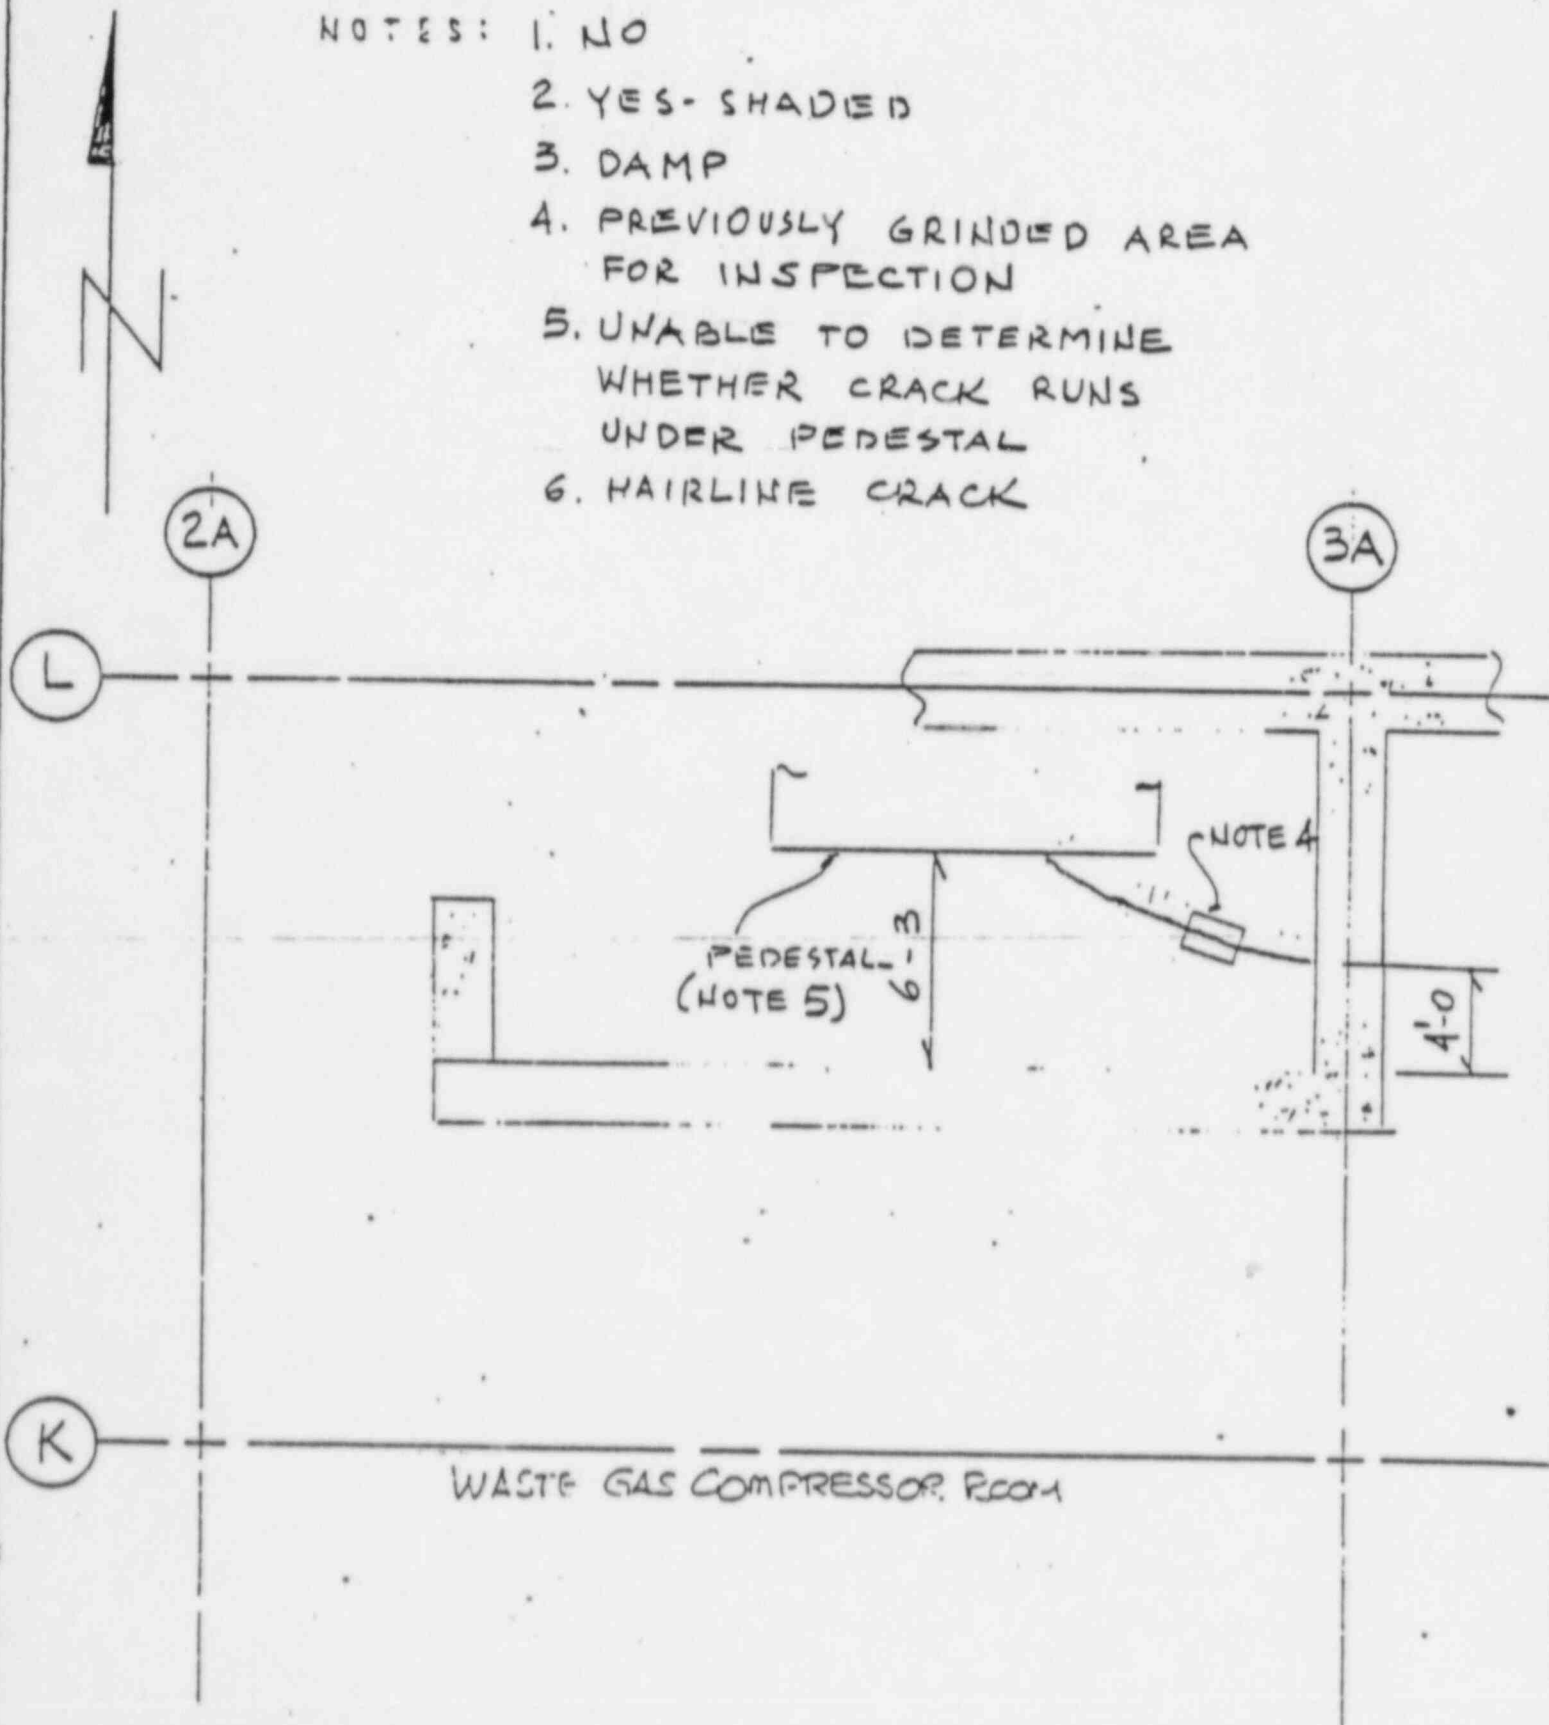 NOTES: 1. NO
2. YES - SHADED
3. DAMP
4. PREVIOUSLY GRINDED AREA
FOR INSPECTION
5. UNABLE TO DETERMINE
WHETHER CRACK RUNS
UNDER PEDESTAL
6. HAIRLINE CRACK
N
2A
3A
L
NOTE 4
PEDESTAL
(NOTE 5)
6'-3
4'-0
K
WASTE GAS COMPRESSOR ROOM